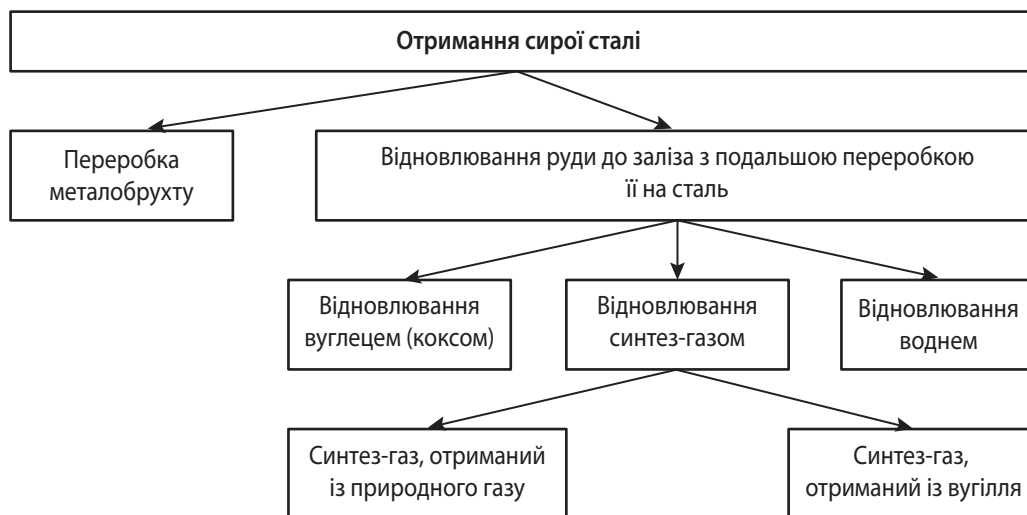 Отримання сирої сталі
Переробка
металобрухту
Відновлювання руди до заліза з подальшою переробкою
її на сталь
Відновлювання
вуглецем (коксом)
Відновлювання
синтез-газом
Відновлювання
воднем
Синтез-газ, отриманий
із природного газу
Синтез-газ,
отриманий із вугілля